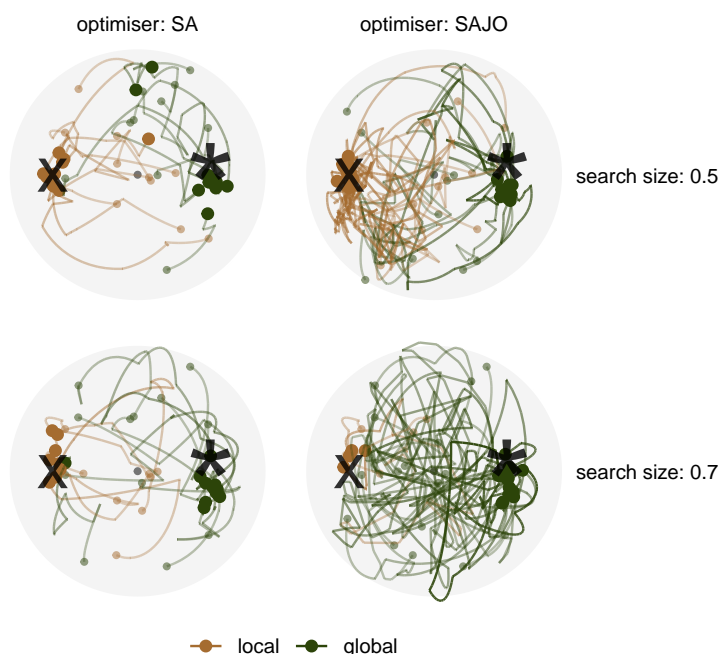 optimiser: SA
optimiser: SAJO
X
*
X
*
search size: 0.5
X
*
X
*
search size: 0.7
local
global